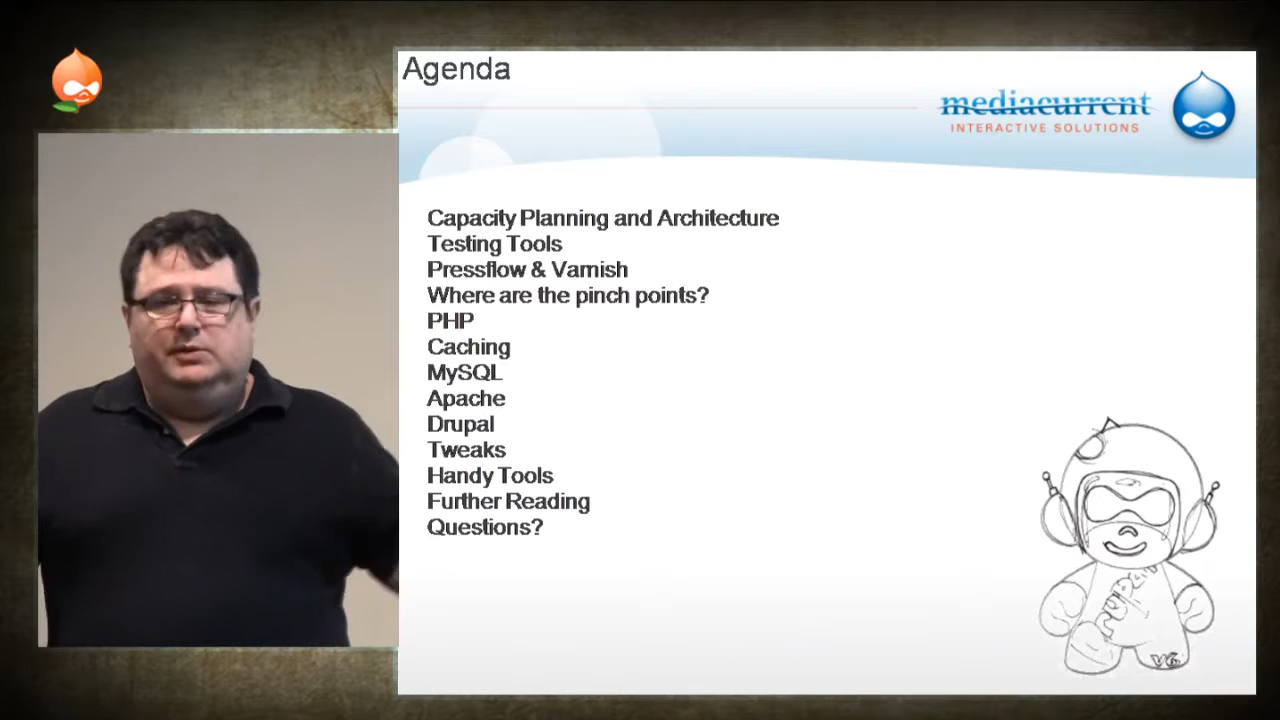 Agenda
mediacurrent
INTERACTIVE SOLUTIONS
Capacity Planning and Architecture
Testing Tools
Pressflow & Varnish
Where are the pinch points?
PHP
Caching
MySQL
Apache
Drupal
Tweaks
Handy Tools
Further Reading
Questions?